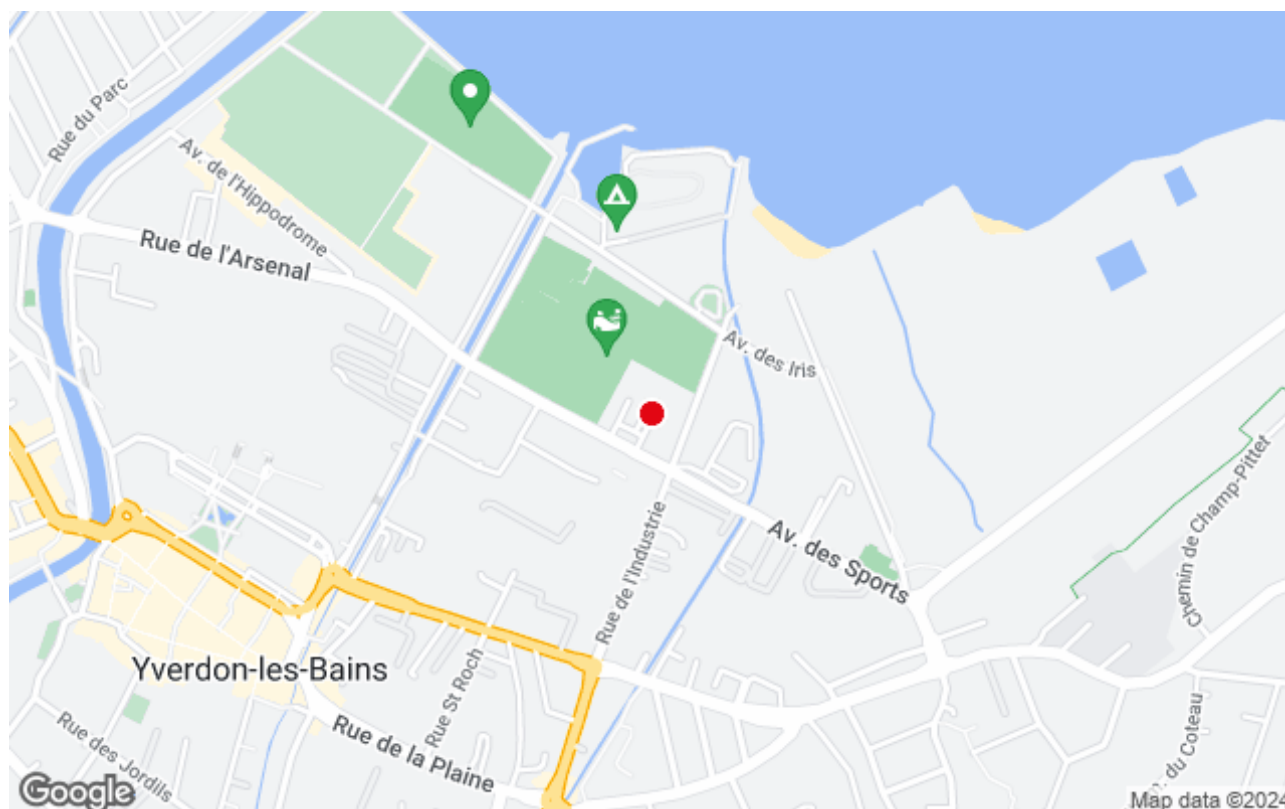 Rue du Parc
Av. de l'Hippodrome
Rue de l'Arsenal
Av. des Iris
Av. des Sports
Rue de l'Industrie
Chemin de Champ-Pittet
Yverdon-les-Bains
Rue St Roch
Rue de la Plaine
Rue des Jordils
du Coteau
Google
Map data ©202